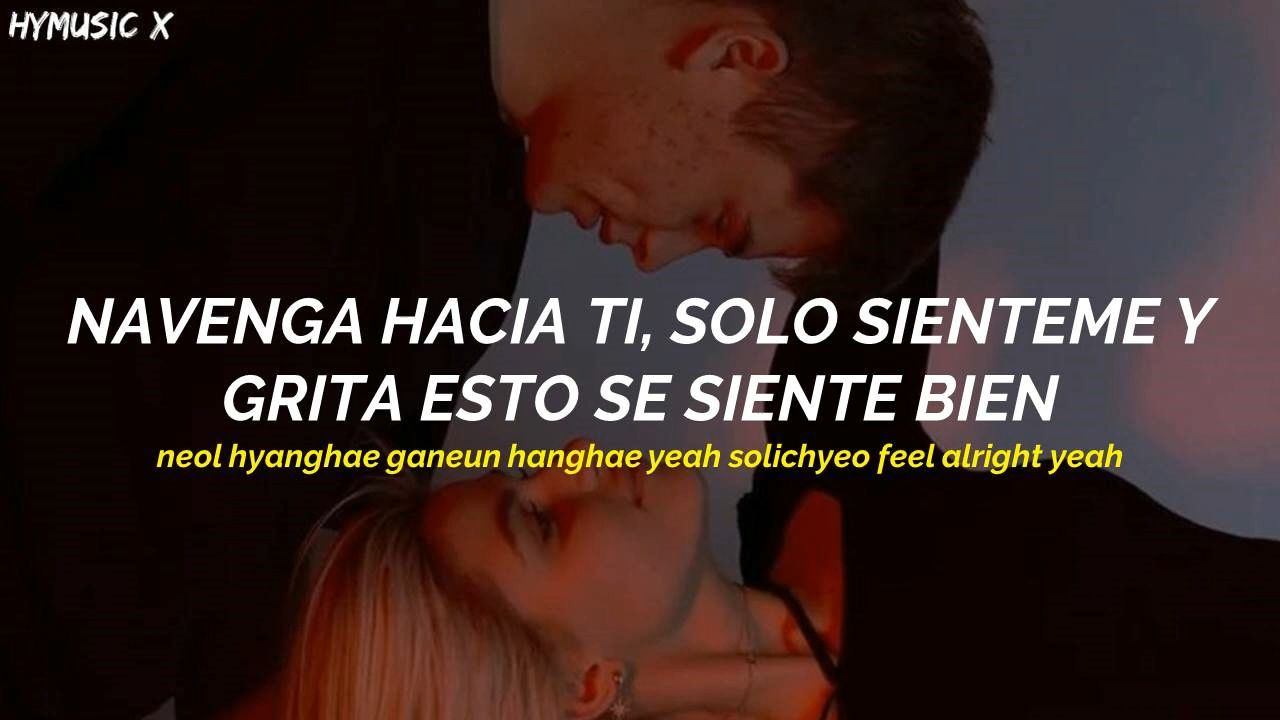 HYMUSIC X
NAVENGA HACIA TI, SOLO SIENTEME Y
GRITA ESTO SE SIENTE BIEN
neol hyanghae ganeun hanghae yeah solichyeo feel alright yeah